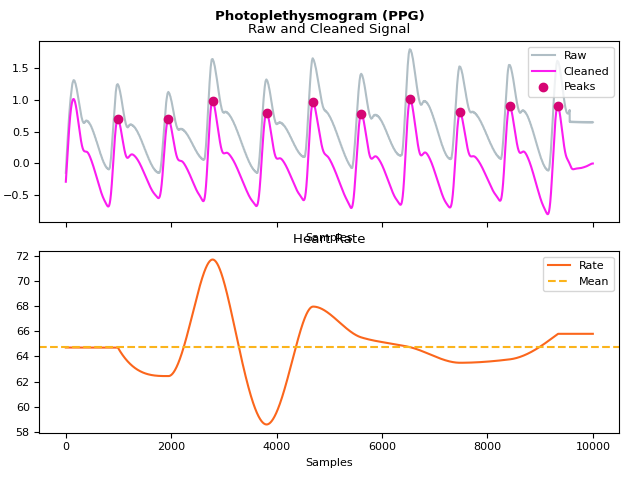 Photoplethysmogram (PPG)
Raw and Cleaned Signal
Raw
Cleaned
Peaks
1.5
1.0
0.5
0.0
−0.5
Samples
Heart Rate
Rate
Mean
72
70
68
66
64
62
60
58
0 2000 4000 6000 8000 10000
Samples